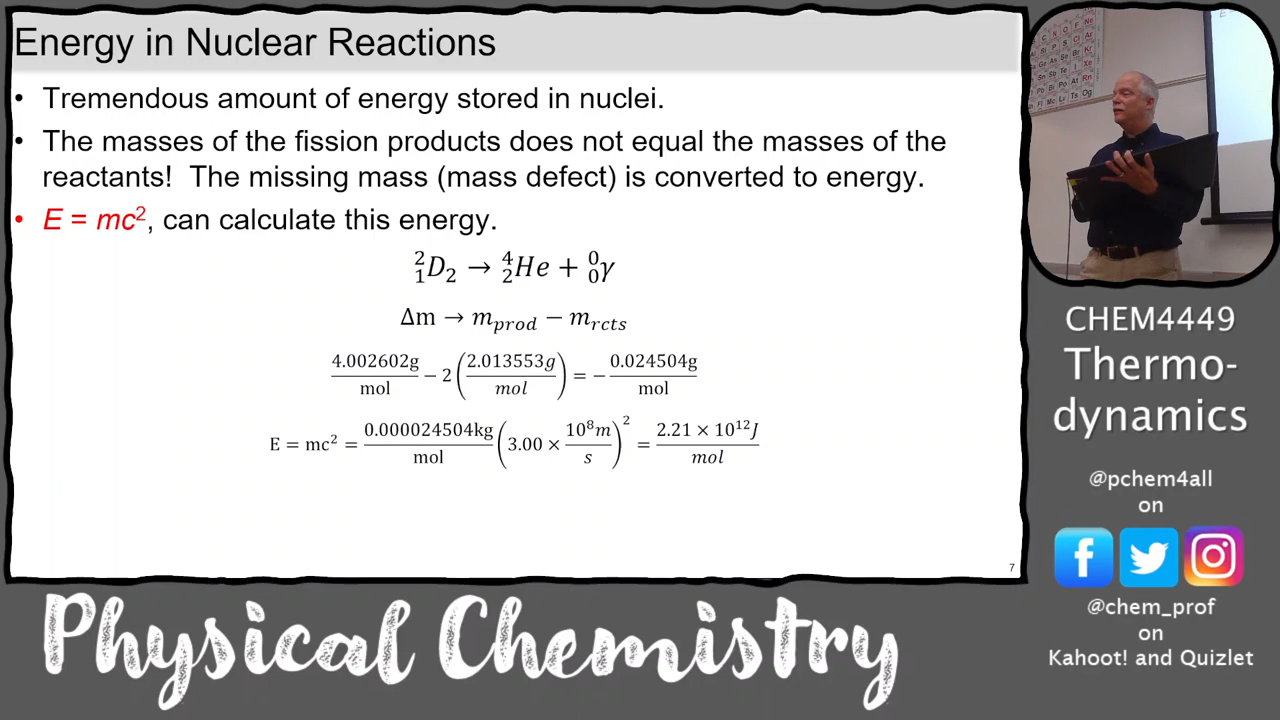 Energy in Nuclear Reactions
• Tremendous amount of energy stored in nuclei.
• The masses of the fission products does not equal the masses of the
reactants! The missing mass (mass defect) is converted to energy.
• E = mc², can calculate this energy.
²₁D₂ → ⁴₂He + ⁰₀γ
Δm → m_prod − m_rcts
4.002602g/mol − 2 (2.013553g/mol) = − 0.024504g/mol
E = mc² = 0.000024504kg/mol (3.00 × 10⁸m/s)² = 2.21 × 10¹²J/mol
7
CHEM4449
Thermo-
dynamics
@pchem4all
on
@chem_prof
on
Kahoot! and Quizlet
Physical Chemistry